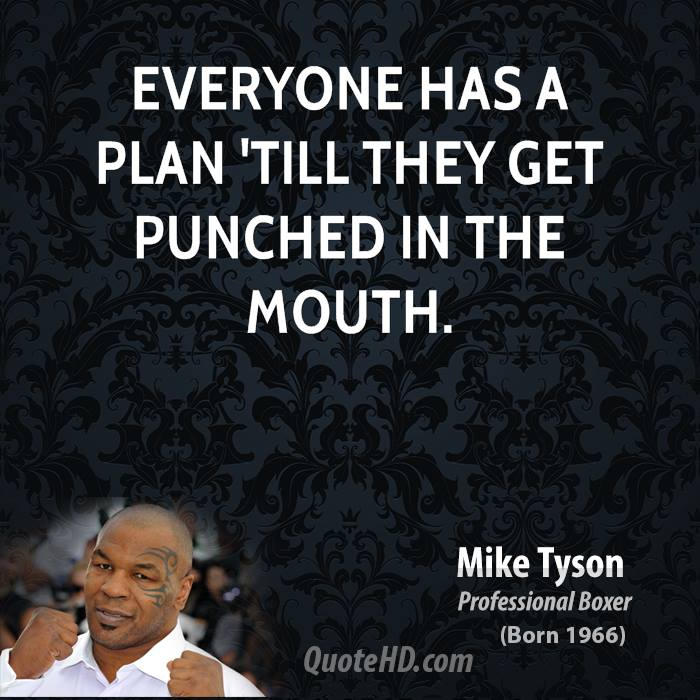 EVERYONE HAS A
PLAN 'TILL THEY GET
PUNCHED IN THE
MOUTH.
Mike Tyson
Professional Boxer
(Born 1966)
QuoteHD.com